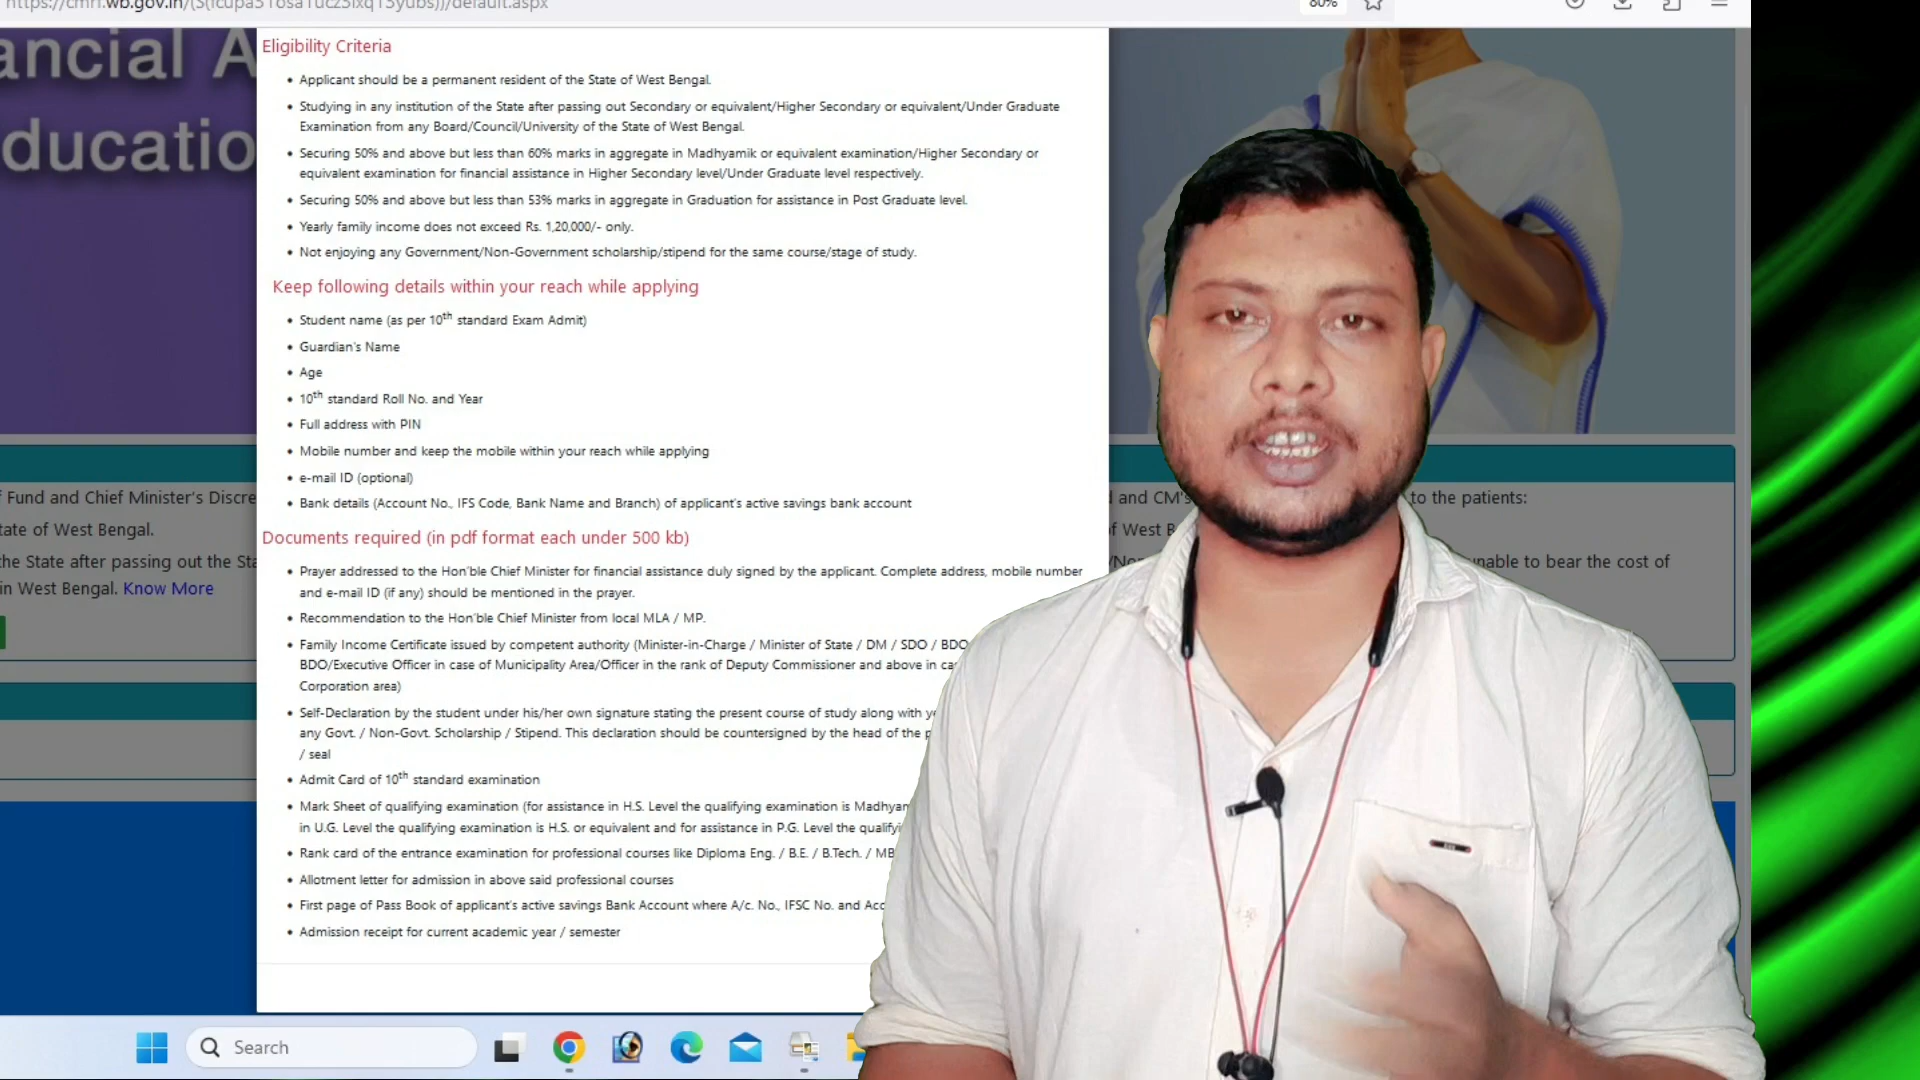 https://cmrf.wb.gov.in/
/default.aspx
80%
ancial A
ducatio
Eligibility Criteria
• Applicant should be a permanent resident of the State of West Bengal.
• Studying in any institution of the State after passing out Secondary or equivalent/Higher Secondary or equivalent/Under Graduate
Examination from any Board/Council/University of the State of West Bengal.
• Securing 50% and above but less than 60% marks in aggregate in Madhyamik or equivalent examination/Higher Secondary or
equivalent examination for financial assistance in Higher Secondary level/Under Graduate level respectively.
• Securing 50% and above but less than 53% marks in aggregate in Graduation for assistance in Post Graduate level.
• Yearly family income does not exceed Rs. 1,20,000/- only.
• Not enjoying any Government/Non-Government scholarship/stipend for the same course/stage of study.
Keep following details within your reach while applying
• Student name (as per 10th standard Exam Admit)
• Guardian's Name
• Age
• 10th standard Roll No. and Year
• Full address with PIN
• Mobile number and keep the mobile within your reach while applying
• e-mail ID (optional)
• Bank details (Account No., IFS Code, Bank Name and Branch) of applicant's active savings bank account
Documents required (in pdf format each under 500 kb)
• Prayer addressed to the Hon'ble Chief Minister for financial assistance duly signed by the applicant. Complete address, mobile number
and e-mail ID (if any) should be mentioned in the prayer.
• Recommendation to the Hon'ble Chief Minister from local MLA / MP.
• Family Income Certificate issued by competent authority (Minister-in-Charge / Minister of State / DM / SDO / BDO
BDO/Executive Officer in case of Municipality Area/Officer in the rank of Deputy Commissioner and above in ca
Corporation area)
• Self-Declaration by the student under his/her own signature stating the present course of study along with ye
any Govt. / Non-Govt. Scholarship / Stipend. This declaration should be countersigned by the head of the p
/ seal
• Admit Card of 10th standard examination
• Mark Sheet of qualifying examination (for assistance in H.S. Level the qualifying examination is Madhyam
in U.G. Level the qualifying examination is H.S. or equivalent and for assistance in P.G. Level the qualifyi
• Rank card of the entrance examination for professional courses like Diploma Eng. / B.E. / B.Tech. / MB
• Allotment letter for admission in above said professional courses
• First page of Pass Book of applicant's active savings Bank Account where A/c. No., IFSC No. and Acc
• Admission receipt for current academic year / semester
f Fund and Chief Minister's Discre
tate of West Bengal.
he State after passing out the Sta
in West Bengal. Know More
d and CM's
to the patients:
of West B
/Non
nable to bear the cost of
Search